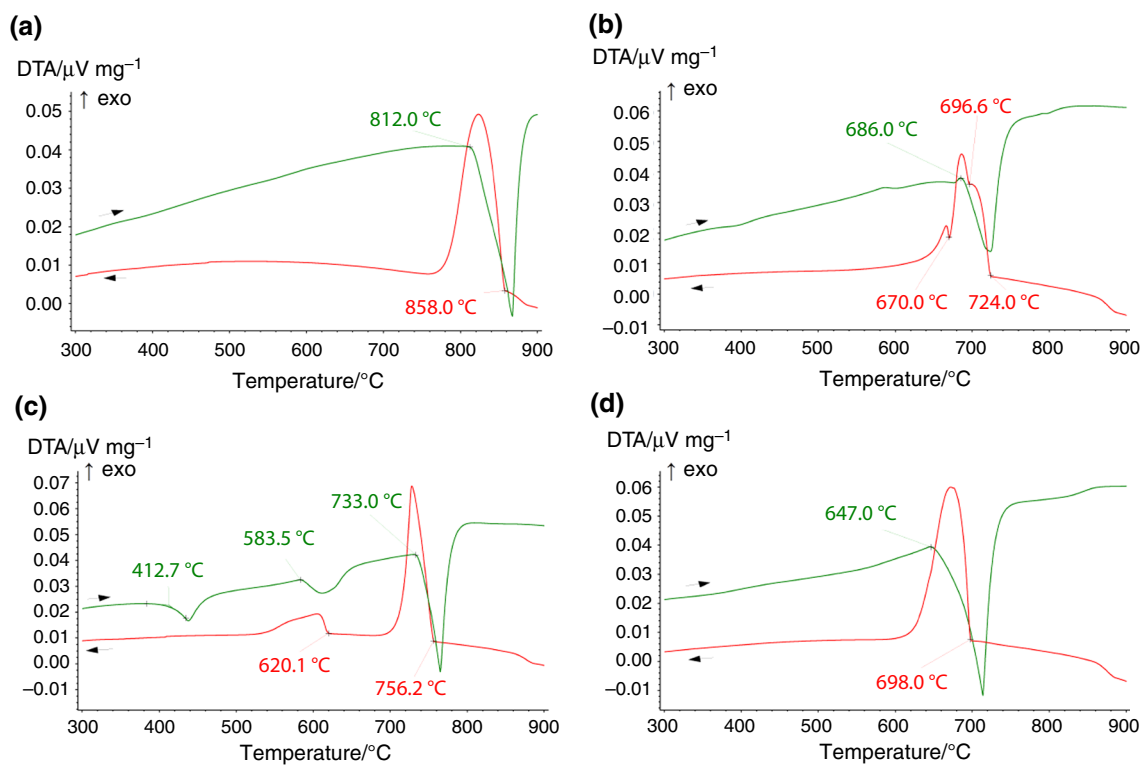 (a)
DTA/μV mg⁻¹
↑ exo
0.05
0.04
0.03
0.02
0.01
0.00
812.0 °C
858.0 °C
300 400 500 600 700 800 900
Temperature/°C
(b)
DTA/μV mg⁻¹
↑ exo
0.06
0.05
0.04
0.03
0.02
0.01
0.00
−0.01
686.0 °C
696.6 °C
670.0 °C
724.0 °C
300 400 500 600 700 800 900
Temperature/°C
(c)
DTA/μV mg⁻¹
↑ exo
0.07
0.06
0.05
0.04
0.03
0.02
0.01
0.00
−0.01
412.7 °C
583.5 °C
733.0 °C
620.1 °C
756.2 °C
300 400 500 600 700 800 900
Temperature/°C
(d)
DTA/μV mg⁻¹
↑ exo
0.06
0.05
0.04
0.03
0.02
0.01
0.00
−0.01
647.0 °C
698.0 °C
300 400 500 600 700 800 900
Temperature/°C